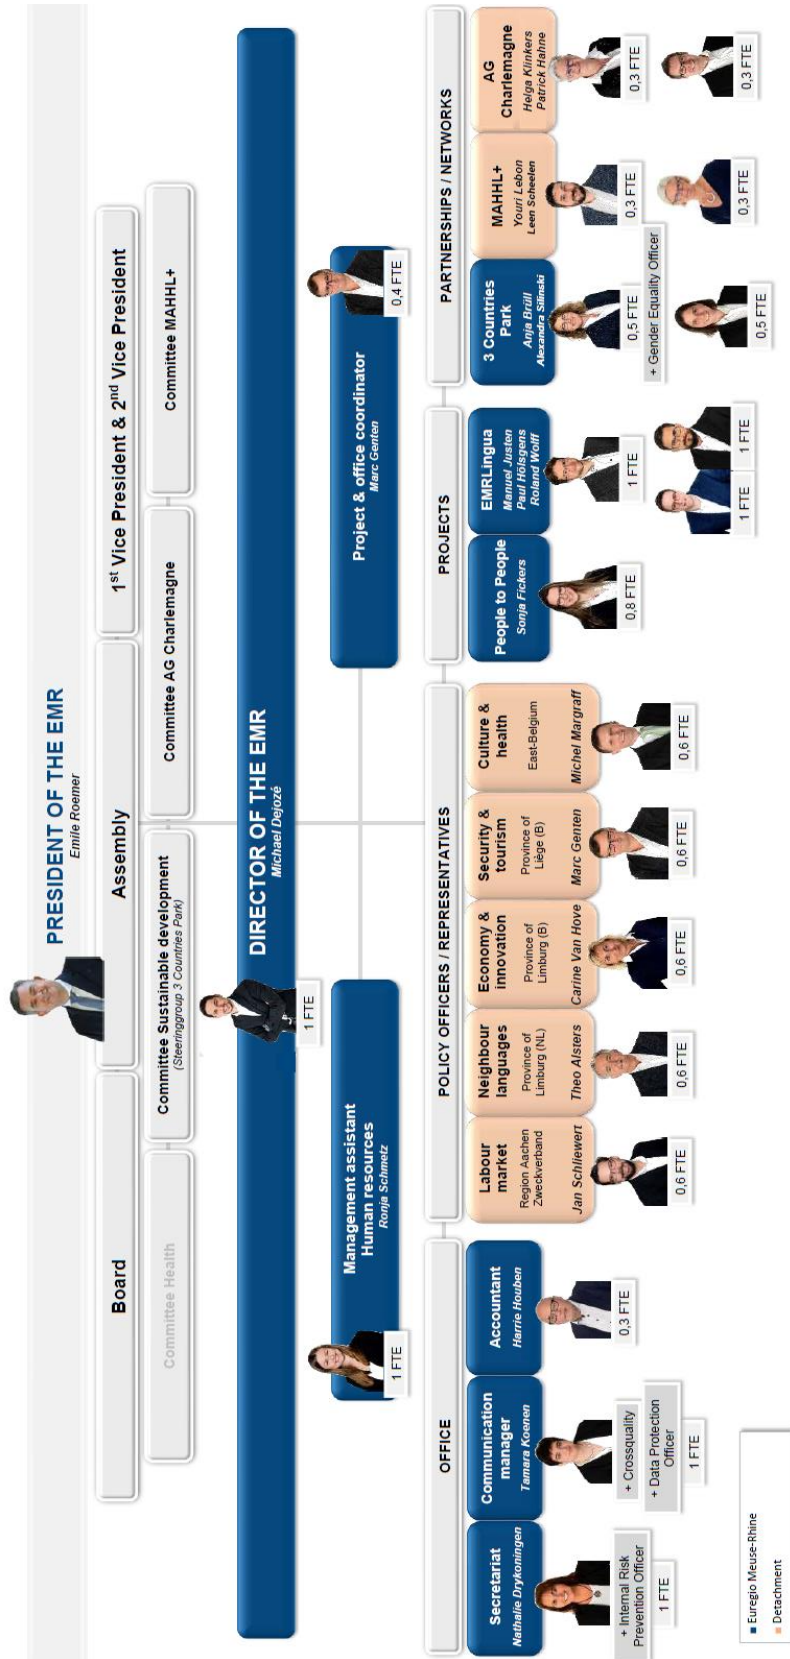 PRESIDENT OF THE EMR
Emile Roemer
Board
Assembly
1st Vice President & 2nd Vice President
Committee Health
Committee Sustainable development
(Steeringgroup 3 Countries Park)
Committee AG Charlemagne
Committee MAHHL+
DIRECTOR OF THE EMR
Michael Dejozé
1 FTE
Management assistant
Human resources
Ronja Schmetz
1 FTE
Project & office coordinator
Marc Genten
0,4 FTE
OFFICE
Secretariat
Nathalie Drykoningen
+ Internal Risk
Prevention Officer
1 FTE
Communication
manager
Tamara Koenen
+ Crossquality
+ Data Protection
Officer
1 FTE
Accountant
Harrie Houben
0,3 FTE
POLICY OFFICERS / REPRESENTATIVES
Labour
market
Region Aachen
Zweckverband
Jan Schliewert
0,6 FTE
Neighbour
languages
Province of
Limburg (NL)
Theo Alsters
0,6 FTE
Economy &
innovation
Province of
Limburg (B)
Carine Van Hove
0,6 FTE
Security &
tourism
Province of
Liège (B)
Marc Genten
0,6 FTE
Culture &
health
East-Belgium
Michel Margraff
0,6 FTE
PROJECTS
People to People
Sonja Fickers
0,8 FTE
EMRLingua
Manuel Justen
Paul Hölsgens
Roland Wolff
1 FTE
1 FTE
1 FTE
PARTNERSHIPS / NETWORKS
3 Countries
Park
Anja Brüll
Alexandra Silinski
0,5 FTE
+ Gender Equality Officer
0,5 FTE
MAHHL+
Youri Lebon
Leen Scheelen
0,3 FTE
0,3 FTE
AG
Charlemagne
Helga Klinkers
Patrick Hahne
0,3 FTE
0,3 FTE
Euregio Meuse-Rhine
Detachment